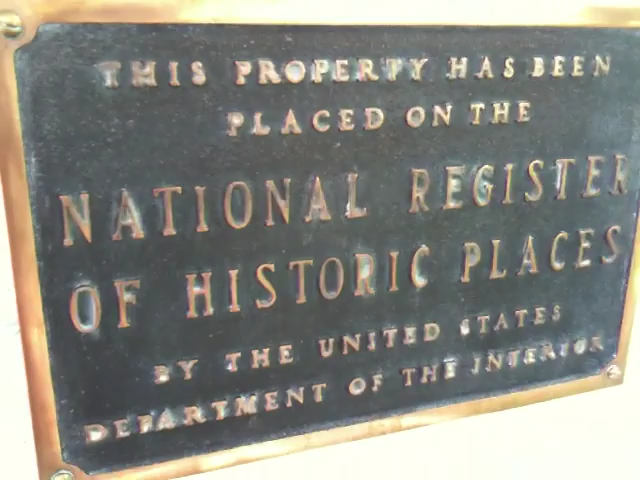 THIS PROPERTY HAS BEEN
PLACED ON THE
NATIONAL REGISTER
OF HISTORIC PLACES
BY THE UNITED STATES
DEPARTMENT OF THE INTERIOR